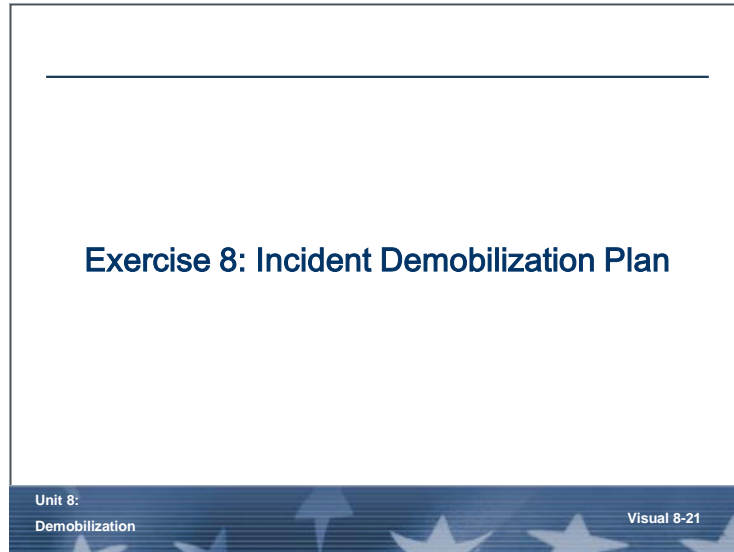 Exercise 8: Incident Demobilization Plan
Unit 8:
Demobilization
Visual 8-21